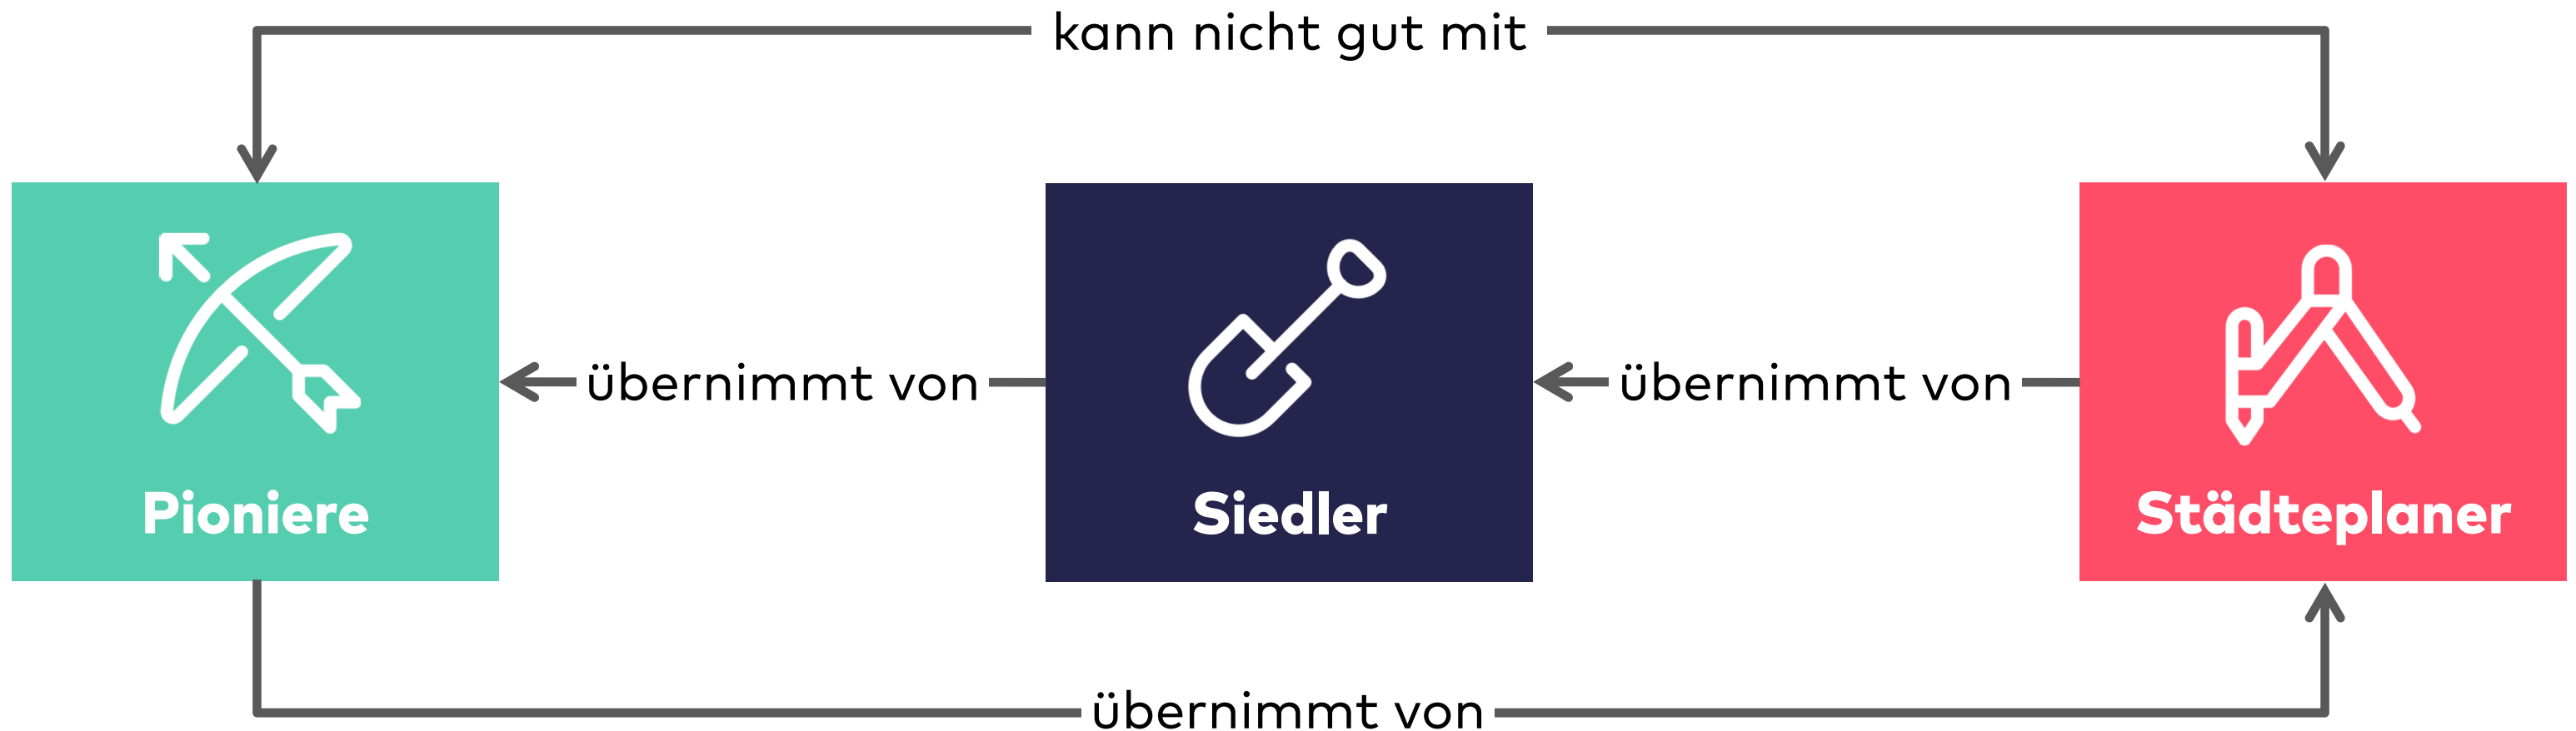 kann nicht gut mit
übernimmt von
übernimmt von
Pioniere
Siedler
Städteplaner
übernimmt von